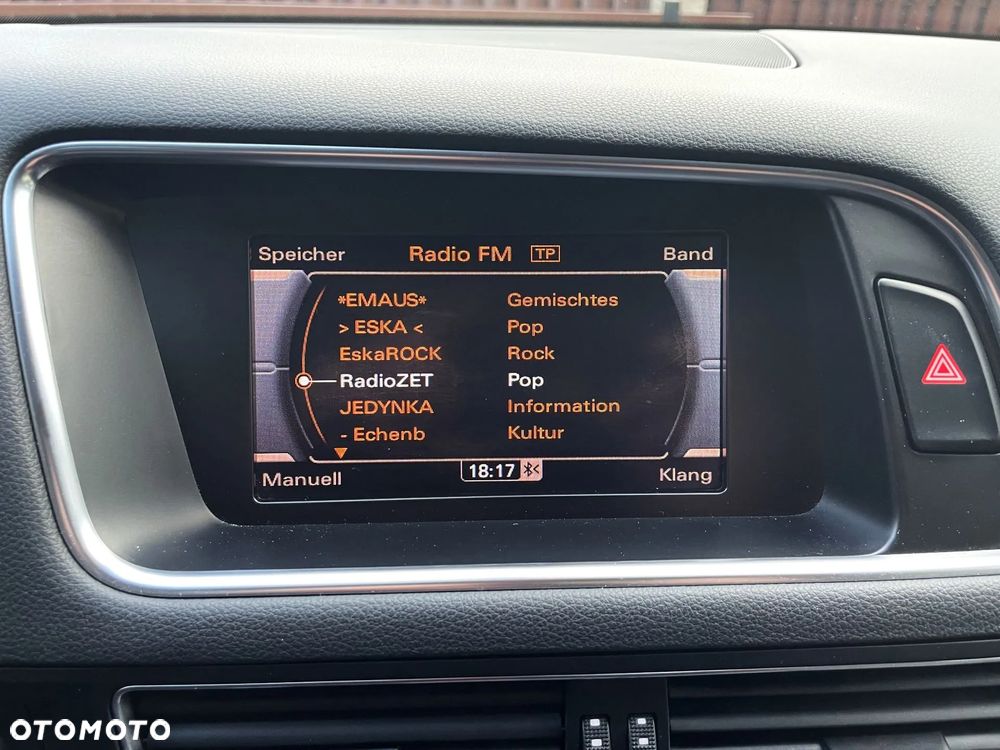 Speicher Radio FM TP Band
*EMAUS* Gemischtes
> ESKA < Pop
EskaROCK Rock
RadioZET Pop
JEDYNKA Information
- Echenb Kultur
Manuell 18:17 Klang
OTOMOTO